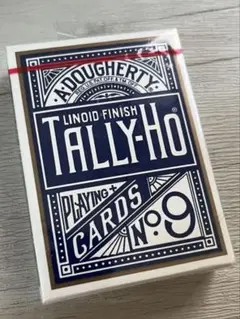 A·DOUGHERTY
LINOID FINISH
TALLY-HO®
PLAYING
CARDS
No. 9